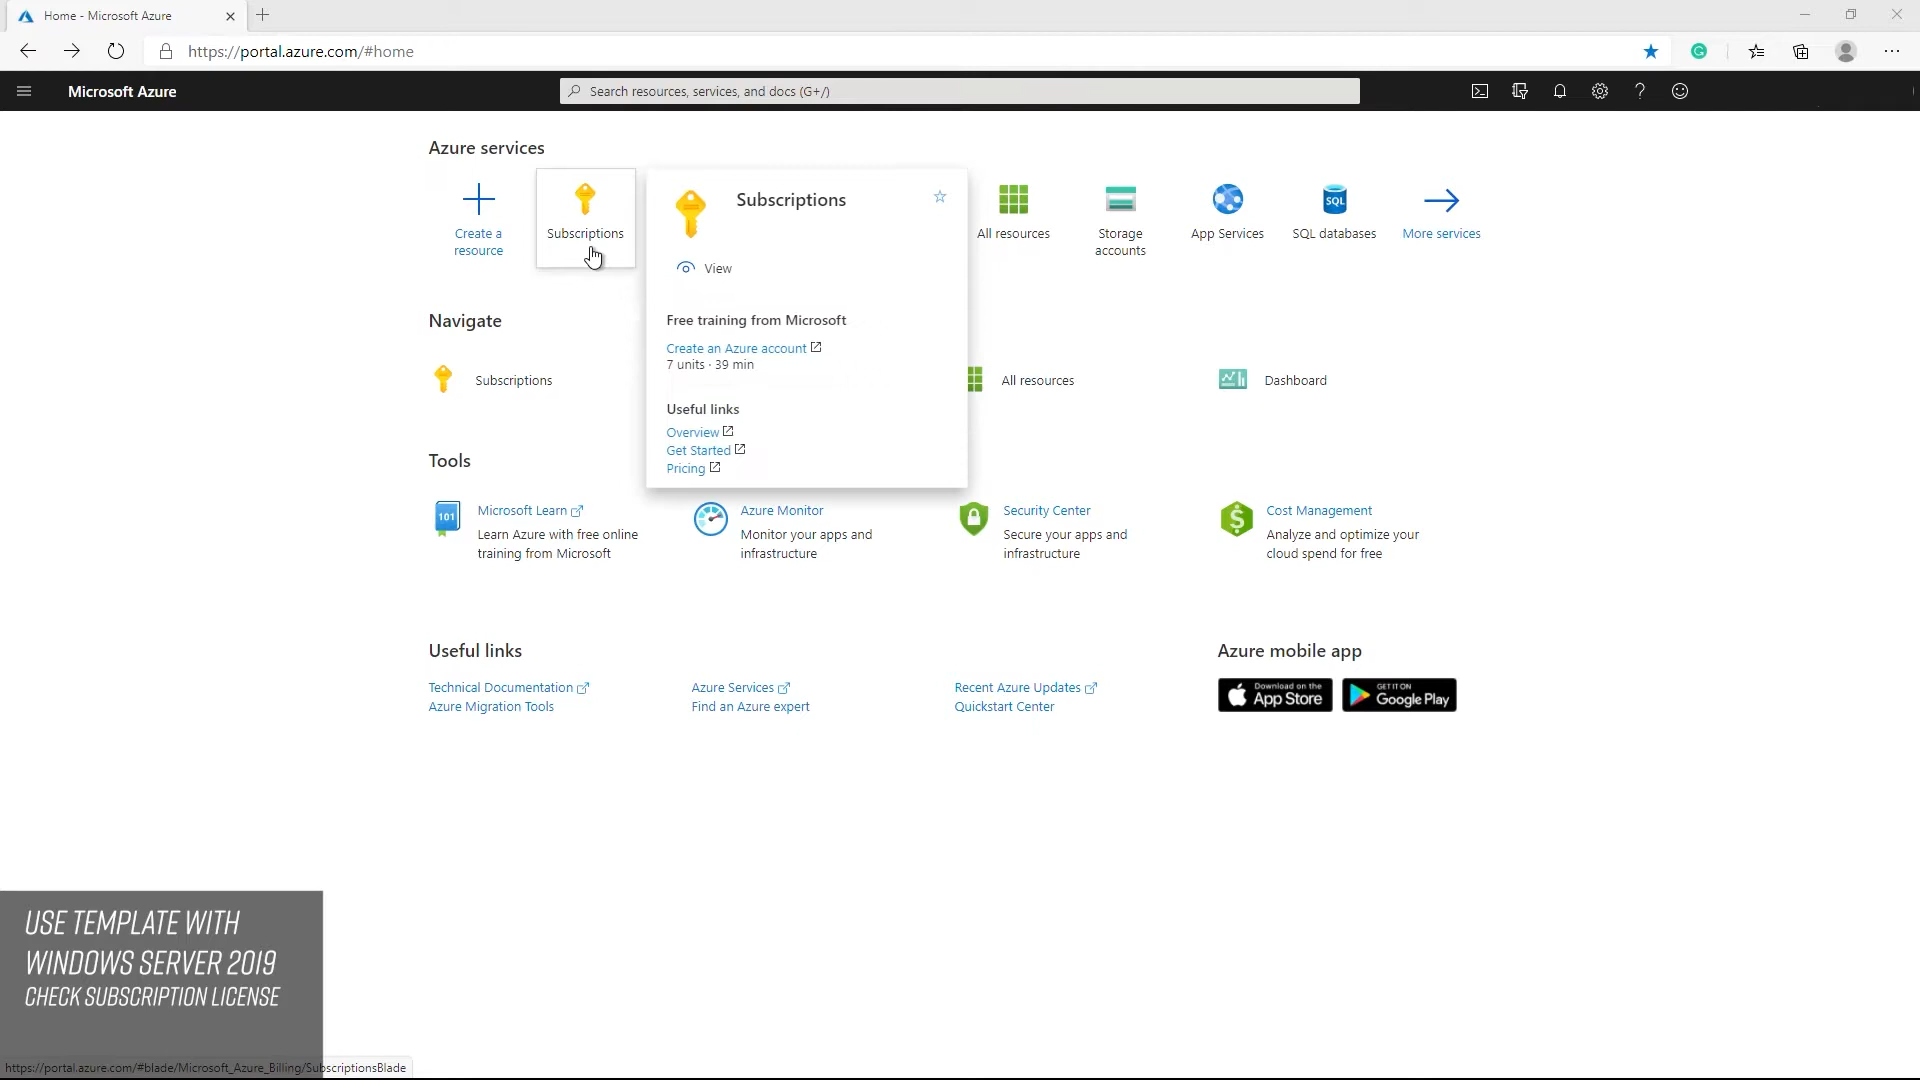 Home - Microsoft Azure
https://portal.azure.com/#home
Microsoft Azure
Search resources, services, and docs (G+/)
Azure services
Create a
resource
Subscriptions
Subscriptions
View
Free training from Microsoft
Create an Azure account
7 units · 39 min
Useful links
Overview
Get Started
Pricing
All resources
Storage
accounts
App Services
SQL
SQL databases
More services
Navigate
Subscriptions
All resources
Dashboard
Tools
101
Microsoft Learn
Learn Azure with free online
training from Microsoft
Azure Monitor
Monitor your apps and
infrastructure
Security Center
Secure your apps and
infrastructure
Cost Management
Analyze and optimize your
cloud spend for free
Useful links
Technical Documentation
Azure Migration Tools
Azure Services
Find an Azure expert
Recent Azure Updates
Quickstart Center
Azure mobile app
Download on the
App Store
GET IT ON
Google Play
USE TEMPLATE WITH
WINDOWS SERVER 2019
CHECK SUBSCRIPTION LICENSE
https://portal.azure.com/#blade/Microsoft_Azure_Billing/SubscriptionsBlade